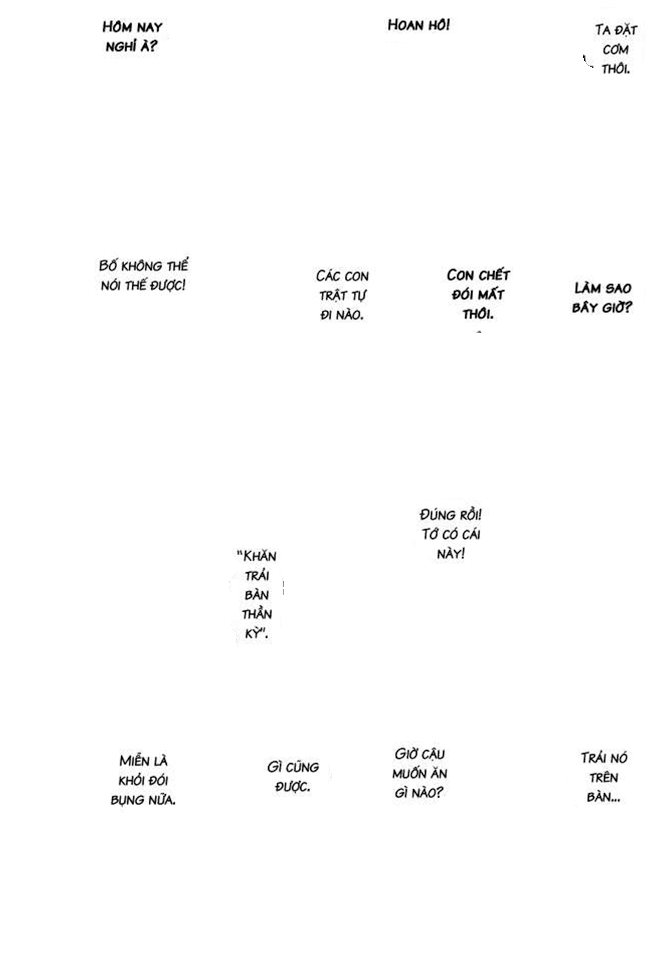 TA ĐẶT
CƠM
THÔI.
HOAN HÔ!
HÔM NAY
NGHỈ À?
LÀM SAO
BÂY GIỜ?
CON CHẾT
ĐÓI MẤT
THÔI.
CÁC CON
TRẬT TỰ
ĐI NÀO.
BỐ KHÔNG THỂ
NÓI THẾ ĐƯỢC!
ĐÚNG RỒI!
TỚ CÓ CÁI
NÀY!
"KHĂN
TRẢI
BÀN
THẦN
KỲ".
TRẢI NÓ
TRÊN
BÀN...
GIỜ CẬU
MUỐN ĂN
GÌ NÀO?
GÌ CŨNG
ĐƯỢC.
MIỄN LÀ
KHỎI ĐÓI
BỤNG NỮA.